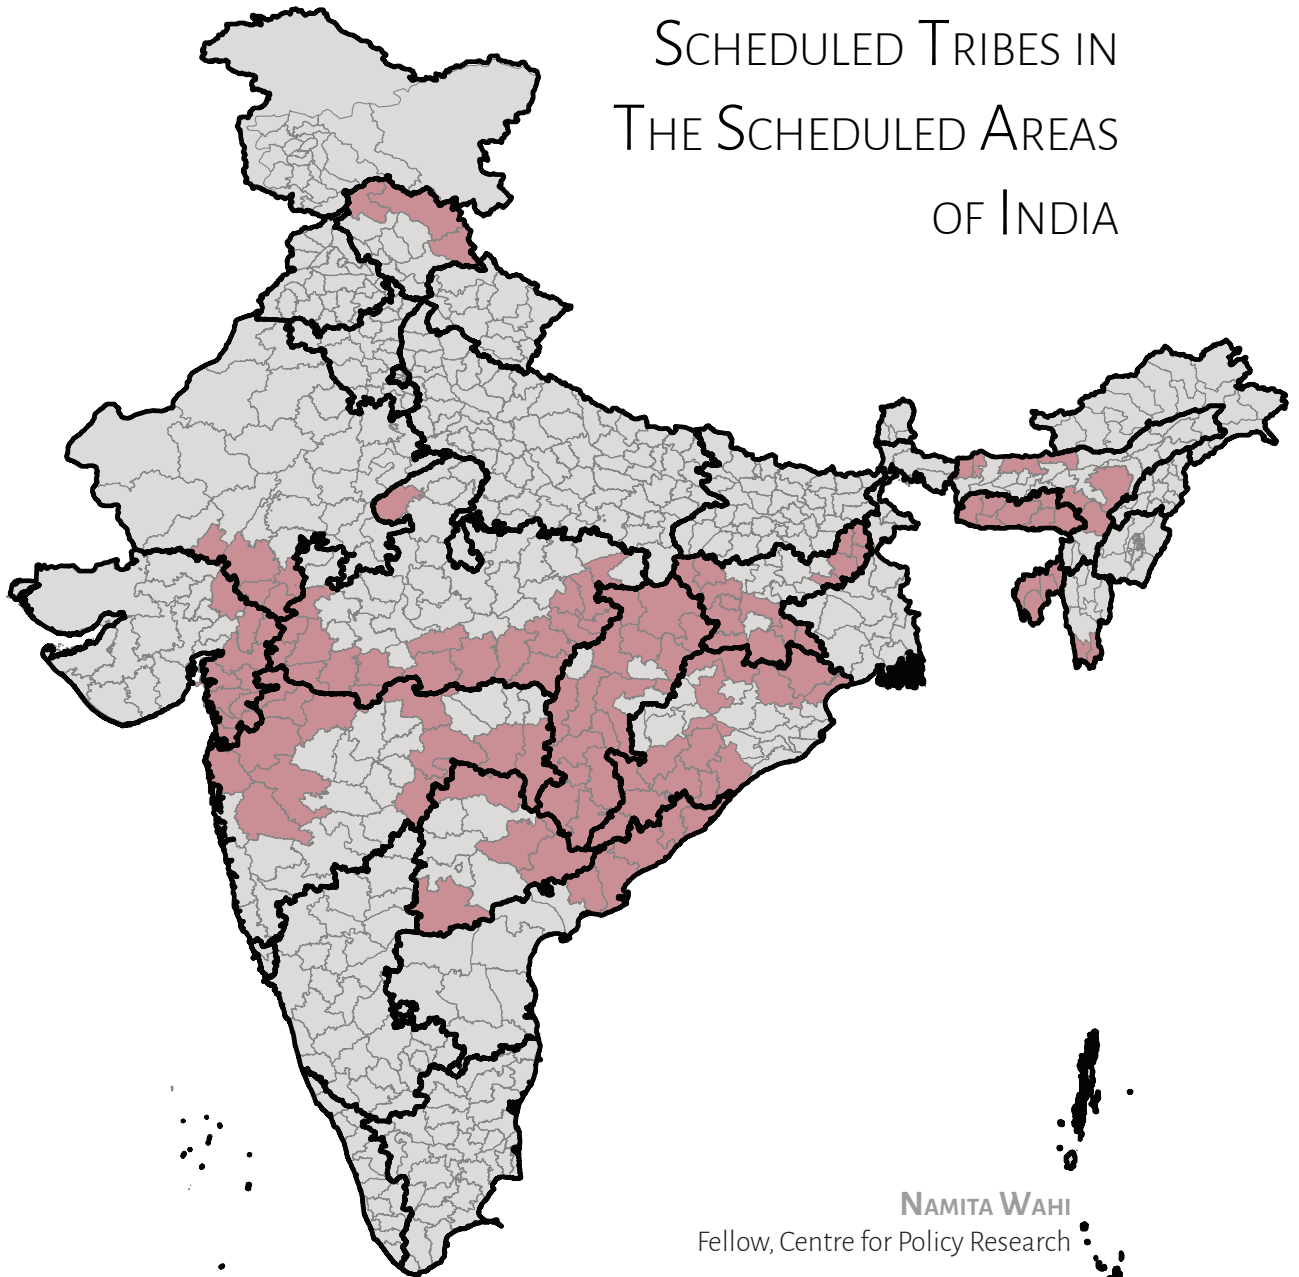 Scheduled Tribes in
The Scheduled Areas
of India
Namita Wahi
Fellow, Centre for Policy Research